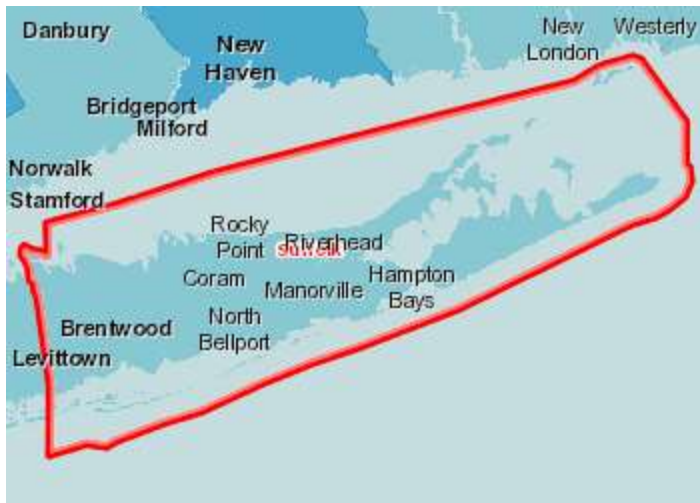 Danbury
New
Haven
New
London
Westerly
Bridgeport
Milford
Norwalk
Stamford
Rocky
Point
Riverhead
Suffolk
Coram
Manorville
Hampton
Bays
North
Bellport
Brentwood
Levittown